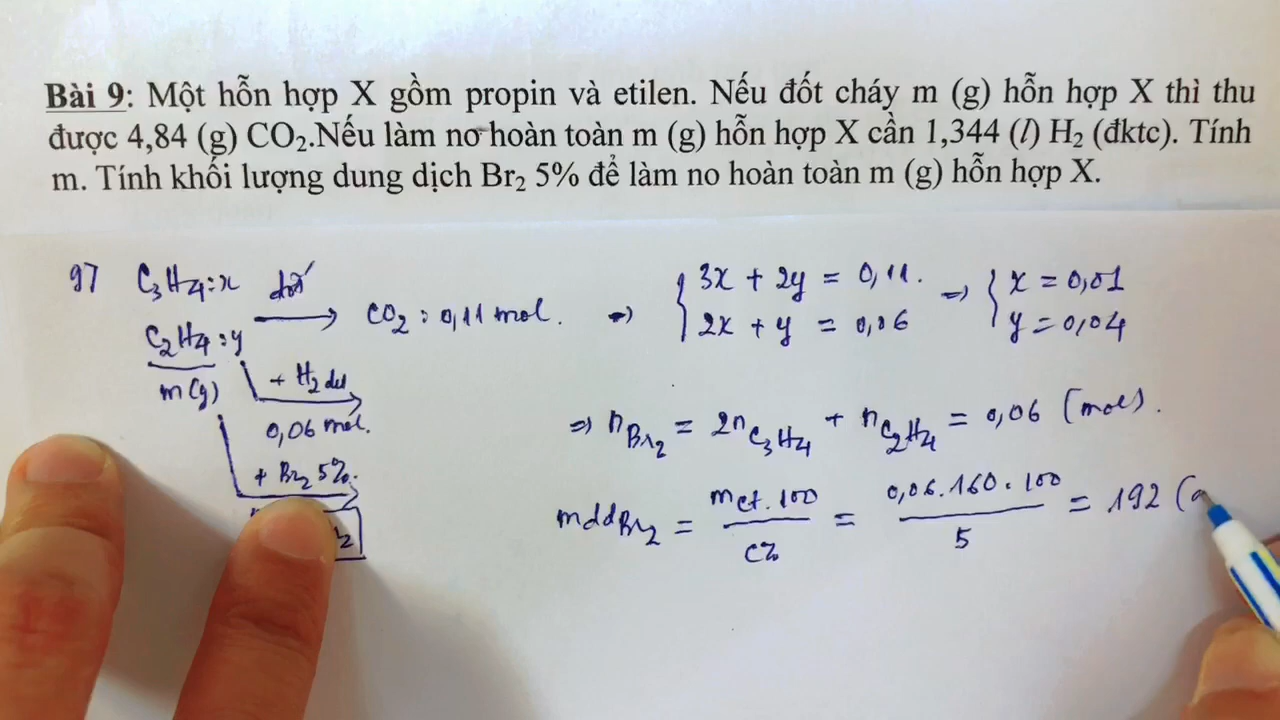 Bài 9: Một hỗn hợp X gồm propin và etilen. Nếu đốt cháy m (g) hỗn hợp X thì thu
được 4,84 (g) CO₂.Nếu làm no hoàn toàn m (g) hỗn hợp X cần 1,344 (l) H₂ (đktc). Tính
m. Tính khối lượng dung dịch Br₂ 5% để làm no hoàn toàn m (g) hỗn hợp X.
97 C₃H₄: x đốt → CO₂ : 0,11 mol.
C₂H₄ : y
m(g)
+ H₂ dư
0,06 mol.
+ Br₂ 5%.
=> { 3x + 2y = 0,11. => { x = 0,01
2x + y = 0,06 y = 0,04
=> nBr₂ = 2nC₃H₄ + nC₂H₄ = 0,06 (mol).
mddBr₂ = mct.100 / C% = 0,06.160.100 / 5 = 192 (